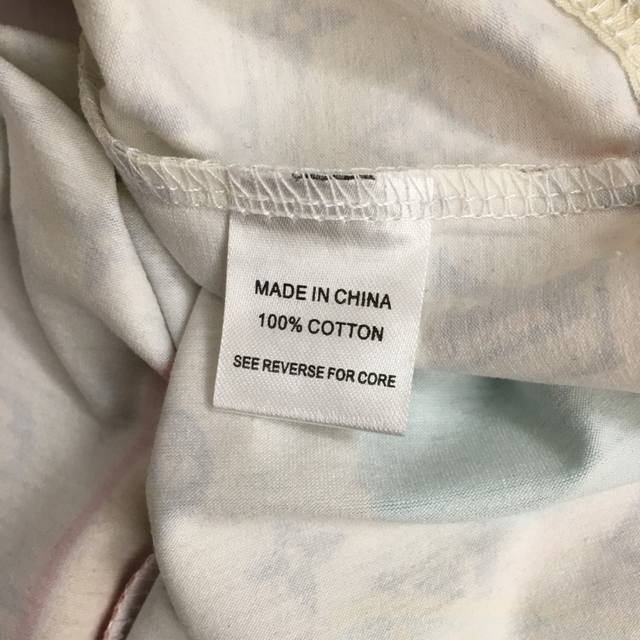 MADE IN CHINA
100% COTTON
SEE REVERSE FOR CORE